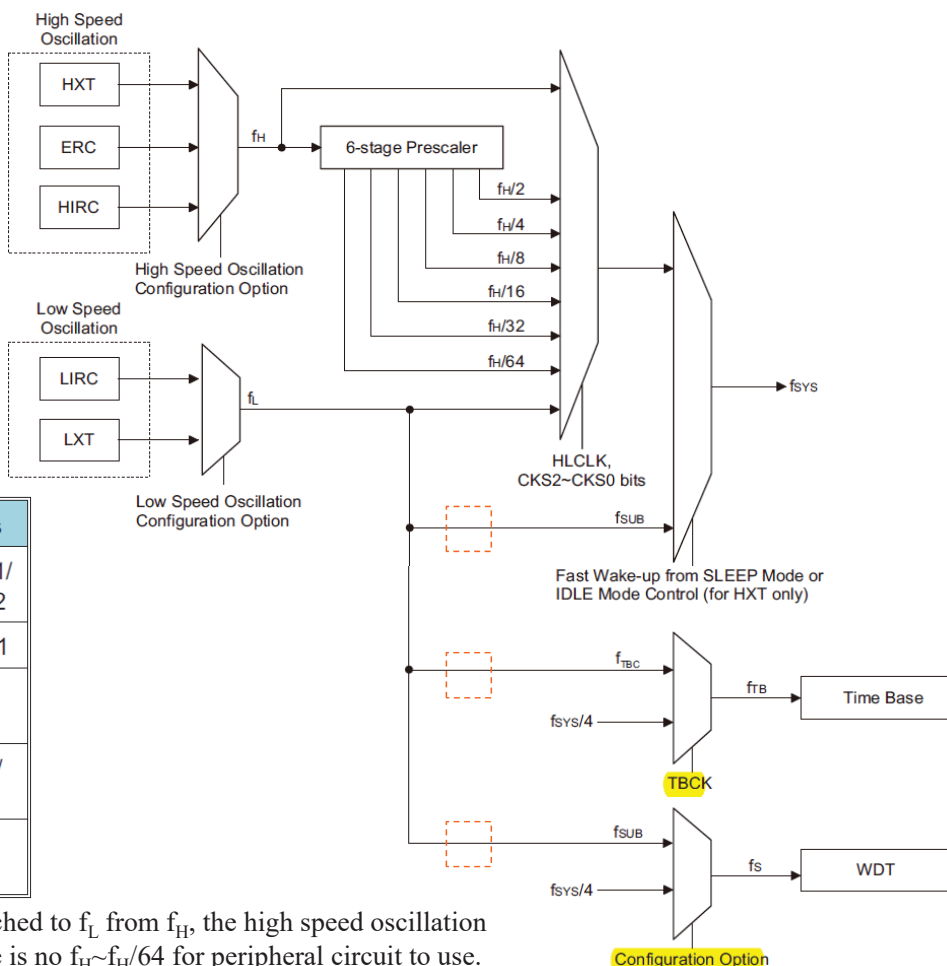 High Speed
Oscillation
HXT
ERC
HIRC
fH
6-stage Prescaler
fH/2
fH/4
fH/8
fH/16
fH/32
fH/64
High Speed Oscillation
Configuration Option
Low Speed
Oscillation
LIRC
LXT
fL
Low Speed Oscillation
Configuration Option
HLCLK,
CKS2~CKS0 bits
fSYS
fSUB
Fast Wake-up from SLEEP Mode or
IDLE Mode Control (for HXT only)
fTBC
fSYS/4
fTB
Time Base
TBCK
fSUB
fSYS/4
fS
WDT
Configuration Option
1/
2
1
/
ched to fL from fH, the high speed oscillation
e is no fH~fH/64 for peripheral circuit to use.